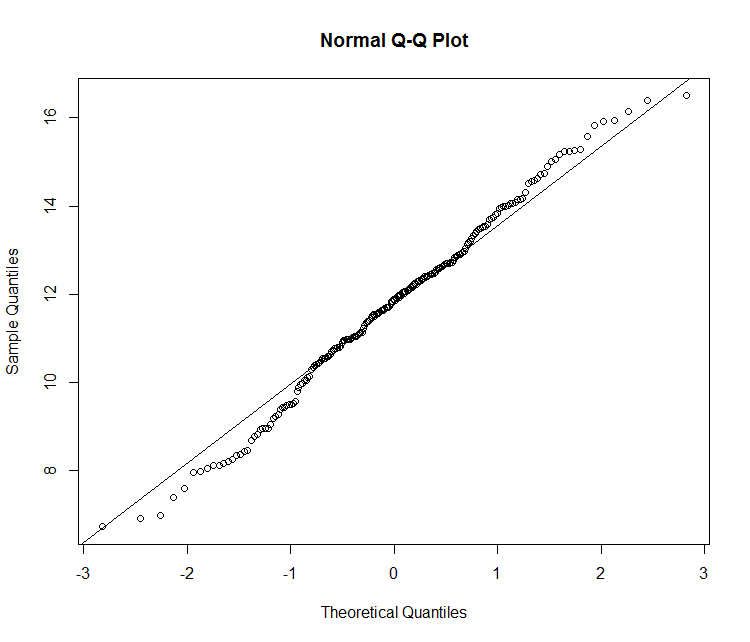 Normal Q-Q Plot
16
14
12
10
8
Sample Quantiles
-3 -2 -1 0 1 2 3
Theoretical Quantiles